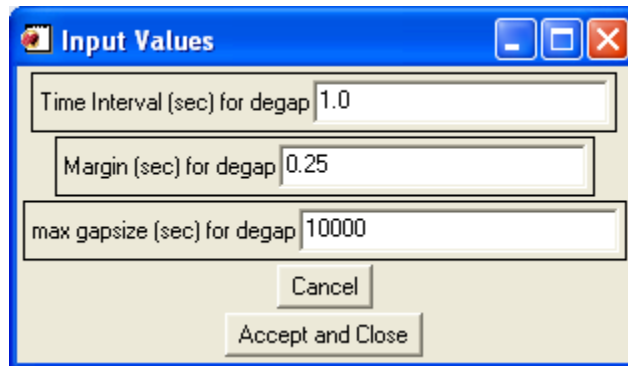 Input Values
Time Interval (sec) for degap 1.0
Margin (sec) for degap 0.25
max gapsize (sec) for degap 10000
Cancel
Accept and Close